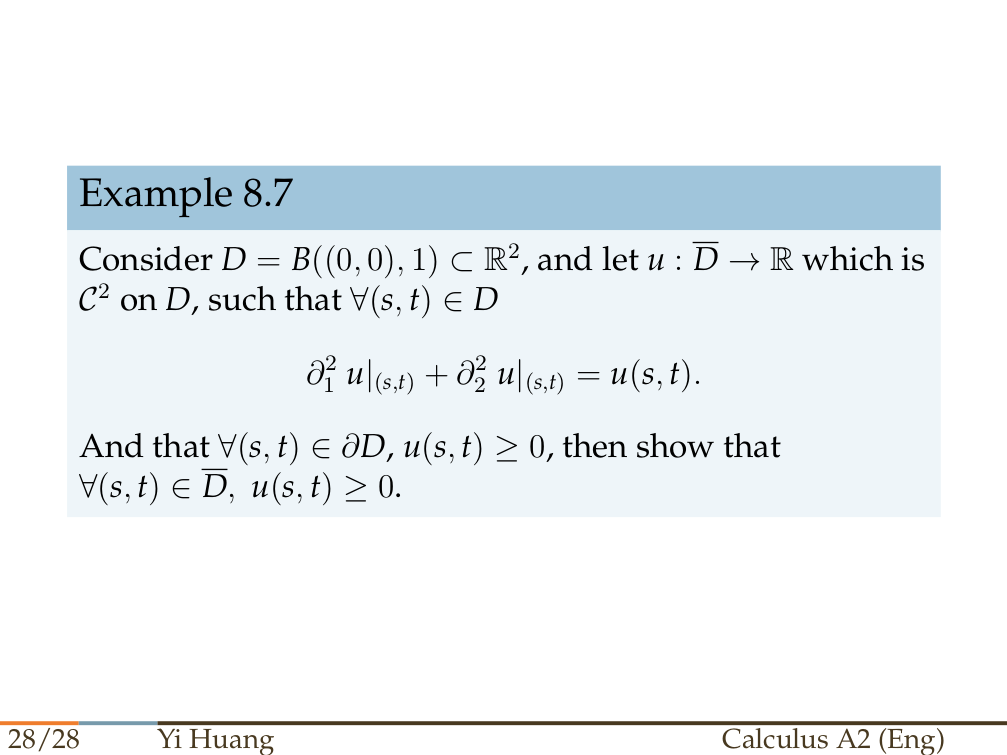 Example 8.7
Consider D = B((0, 0), 1) ⊂ ℝ², and let u : D̅ → ℝ which is
𝒞² on D, such that ∀(s, t) ∈ D
∂₁² u|₍ₛ,ₜ₎ + ∂₂² u|₍ₛ,ₜ₎ = u(s, t).
And that ∀(s, t) ∈ ∂D, u(s, t) ≥ 0, then show that
∀(s, t) ∈ D̅, u(s, t) ≥ 0.
28/28 Yi Huang Calculus A2 (Eng)